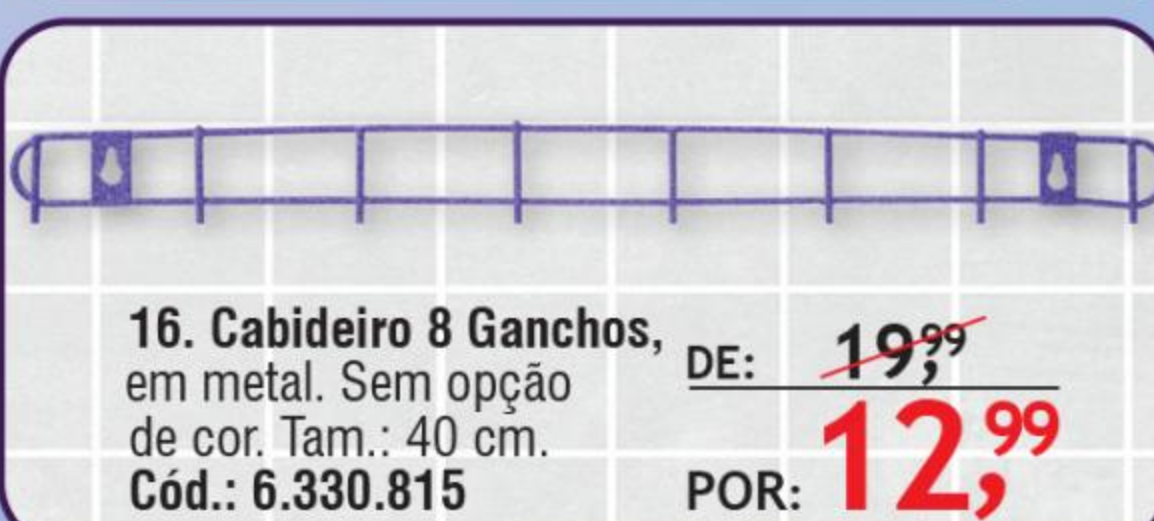 16. Cabideiro 8 Ganchos,
em metal. Sem opção
de cor. Tam.: 40 cm.
Cód.: 6.330.815
DE: 19,99
POR: 12,99